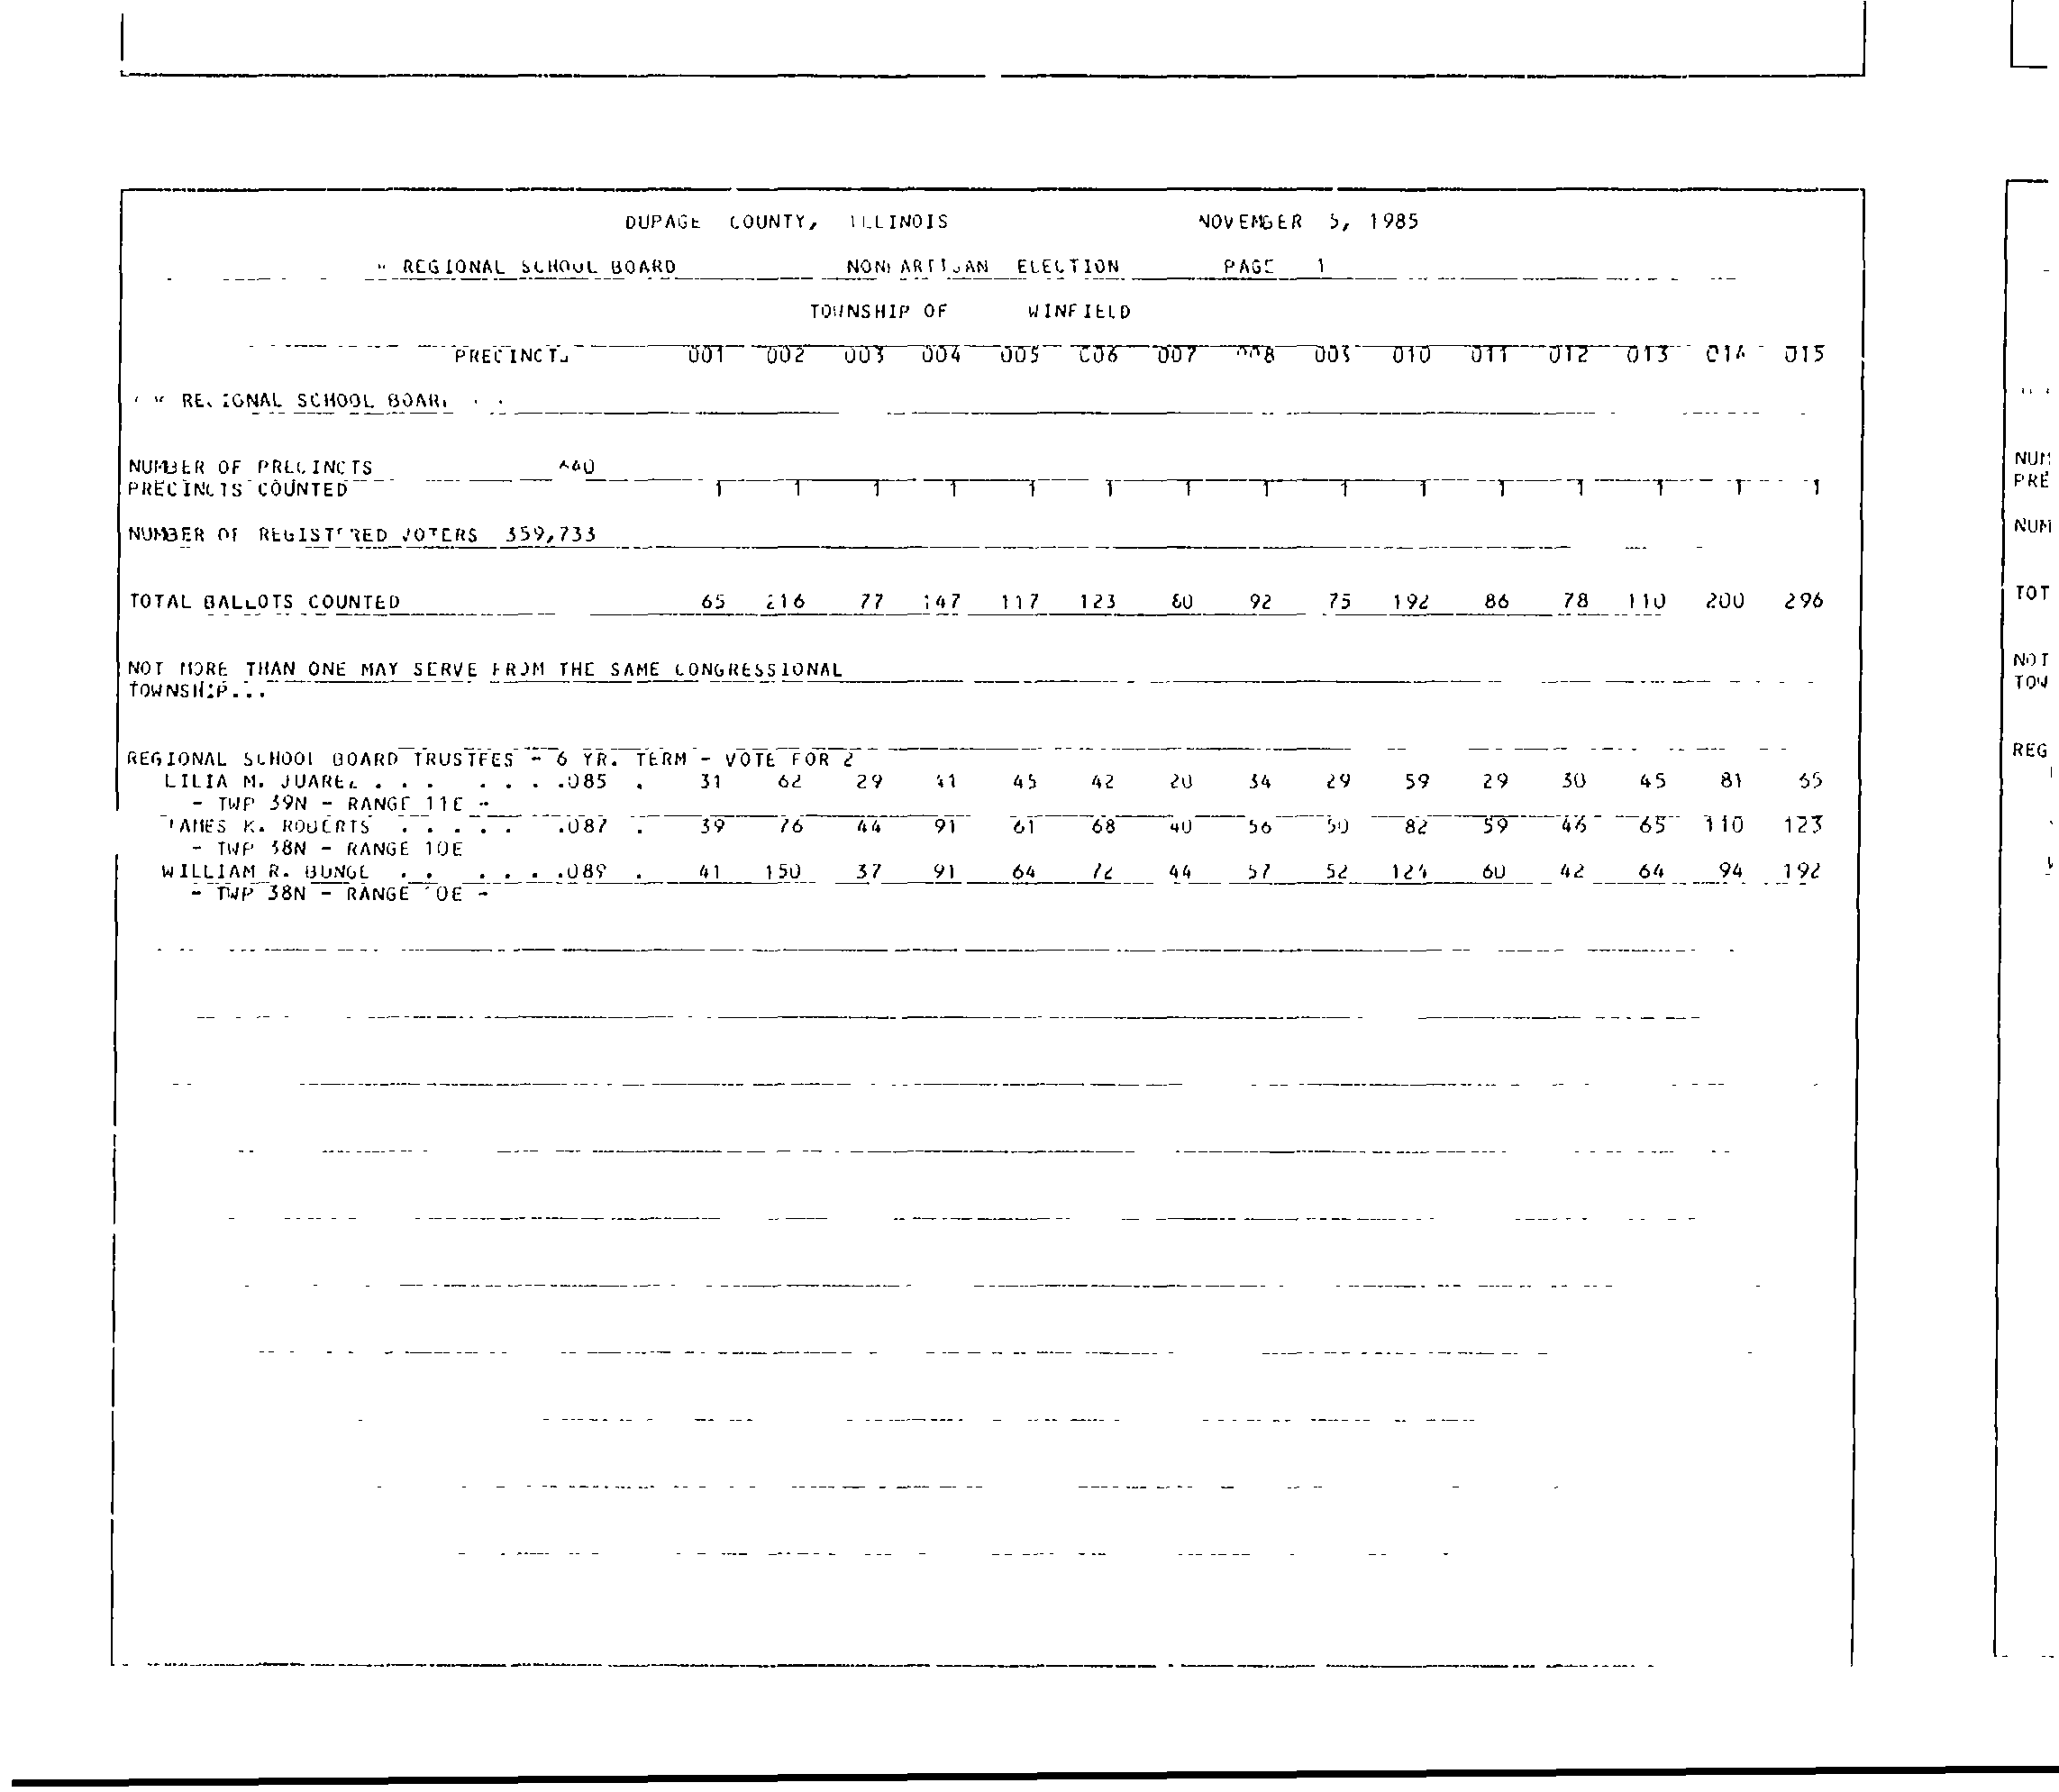 DUPAGE COUNTY, ILLINOIS NOVEMBER 5, 1985
REGIONAL SCHOOL BOARD NONPARTISAN ELECTION PAGE 1
TOWNSHIP OF WINFIELD
PRECINCTS 001 002 003 004 005 006 007 008 009 010 011 012 013 014 015
REGIONAL SCHOOL BOARD
NUMBER OF PRECINCTS
PRECINCTS COUNTED 1 1 1 1 1 1 1 1 1 1 1 1 1 1 1
NUMBER OF REGISTERED VOTERS 359,733
TOTAL BALLOTS COUNTED 65 216 77 147 117 123 92 75 192 86 78 110 200 296
NOT MORE THAN ONE MAY SERVE FROM THE SAME CONGRESSIONAL
TOWNSHIP...
REGIONAL SCHOOL BOARD TRUSTEES - 6 YR. TERM - VOTE FOR 2
LILIA M. JUAREZ . . . . . . .085 . 31 62 29 41 45 42 20 34 29 59 29 30 45 81
- TWP 39N - RANGE 11E -
JAMES K. ROBERTS . . . . . .087 . 39 76 44 91 61 68 40 56 50 82 59 46 65 110 123
- TWP 38N - RANGE 10E
WILLIAM R. BUNGE . . . . . .089 . 41 150 37 91 64 72 44 57 52 124 60 42 64 94 192
- TWP 38N - RANGE 10E -
NUM
PRE
NUM
TOT
NOT
TOW
REG